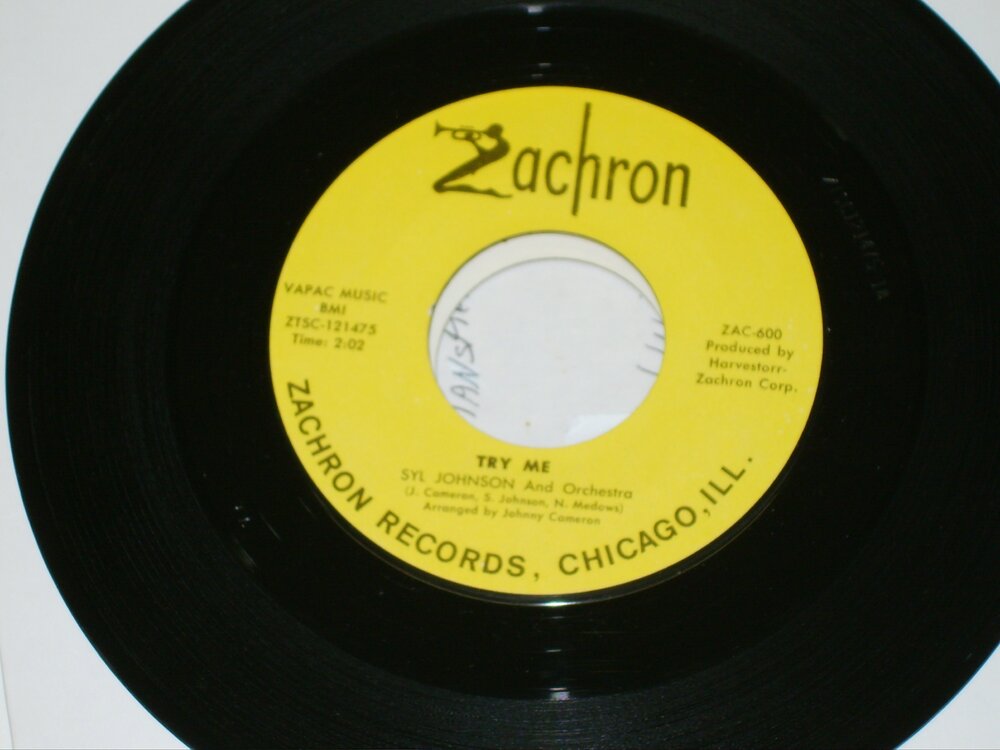 Zachron
VAPAC MUSIC
BMI
ZTSC-121475
Time: 2:02
ZAC-600
Produced by
Harvestorr-
Zachron Corp.
TRY ME
SYL JOHNSON And Orchestra
(J. Cameron, S. Johnson, N. Medows)
Arranged by Johnny Cameron
ZACHRON RECORDS, CHICAGO, ILL.